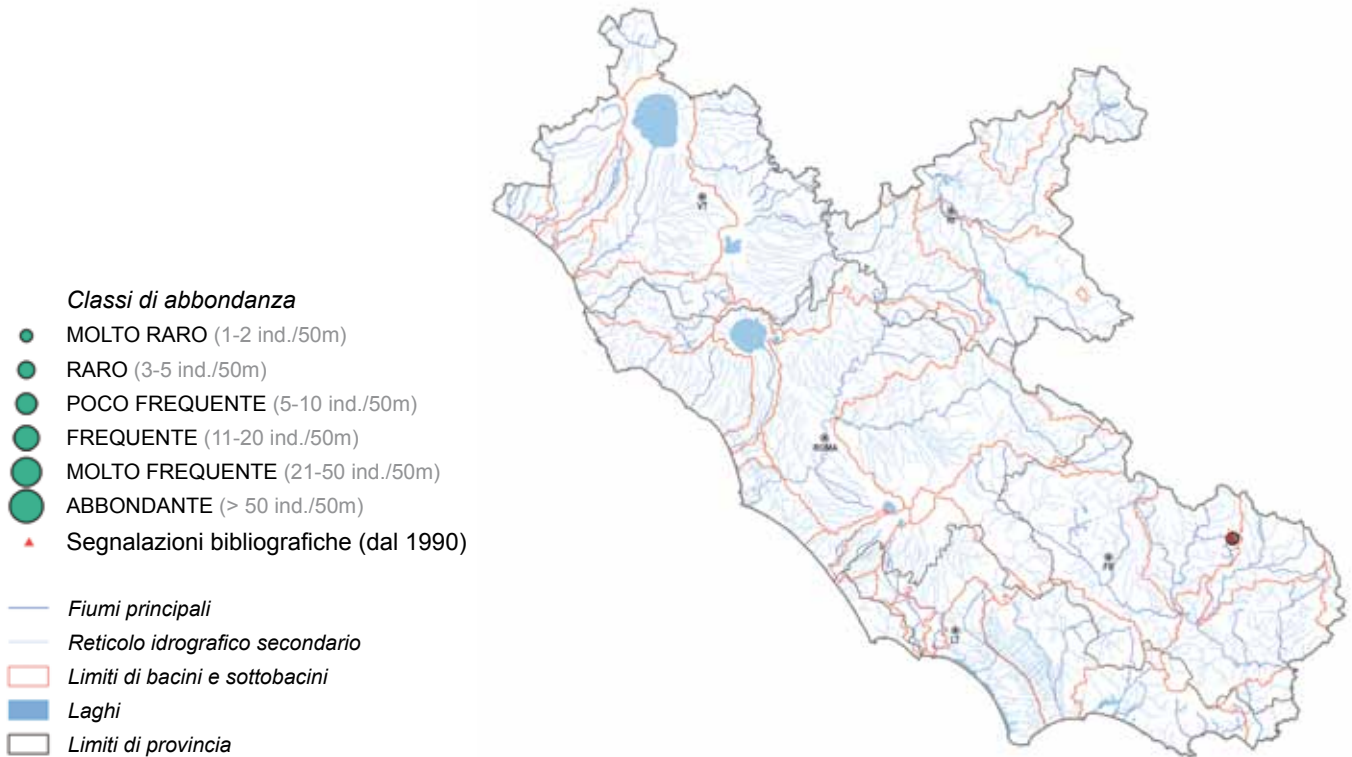 Classi di abbondanza
MOLTO RARO (1-2 ind./50m)
RARO (3-5 ind./50m)
POCO FREQUENTE (5-10 ind./50m)
FREQUENTE (11-20 ind./50m)
MOLTO FREQUENTE (21-50 ind./50m)
ABBONDANTE (> 50 ind./50m)
Segnalazioni bibliografiche (dal 1990)
Fiumi principali
Reticolo idrografico secondario
Limiti di bacini e sottobacini
Laghi
Limiti di provincia
VT
RI
ROMA
FR
LT